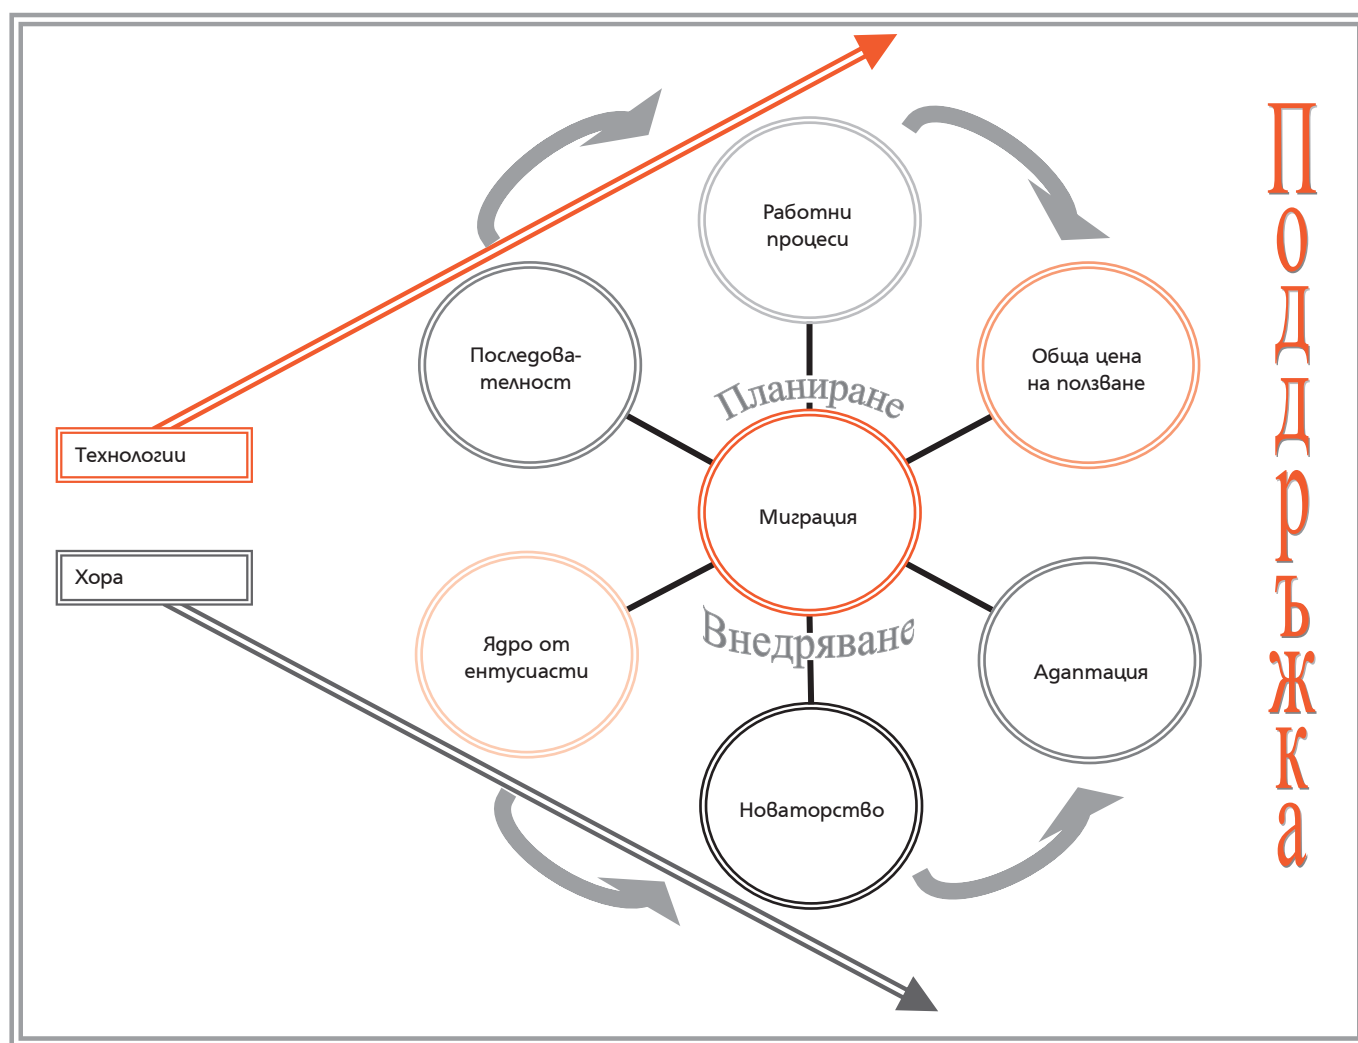 Работни
процеси
Последова-
телност
Обща цена
на ползване
Планиране
Технологии
Миграция
Хора
Внедряване
Ядро от
ентусиасти
Адаптация
Новаторство
Поддръжка